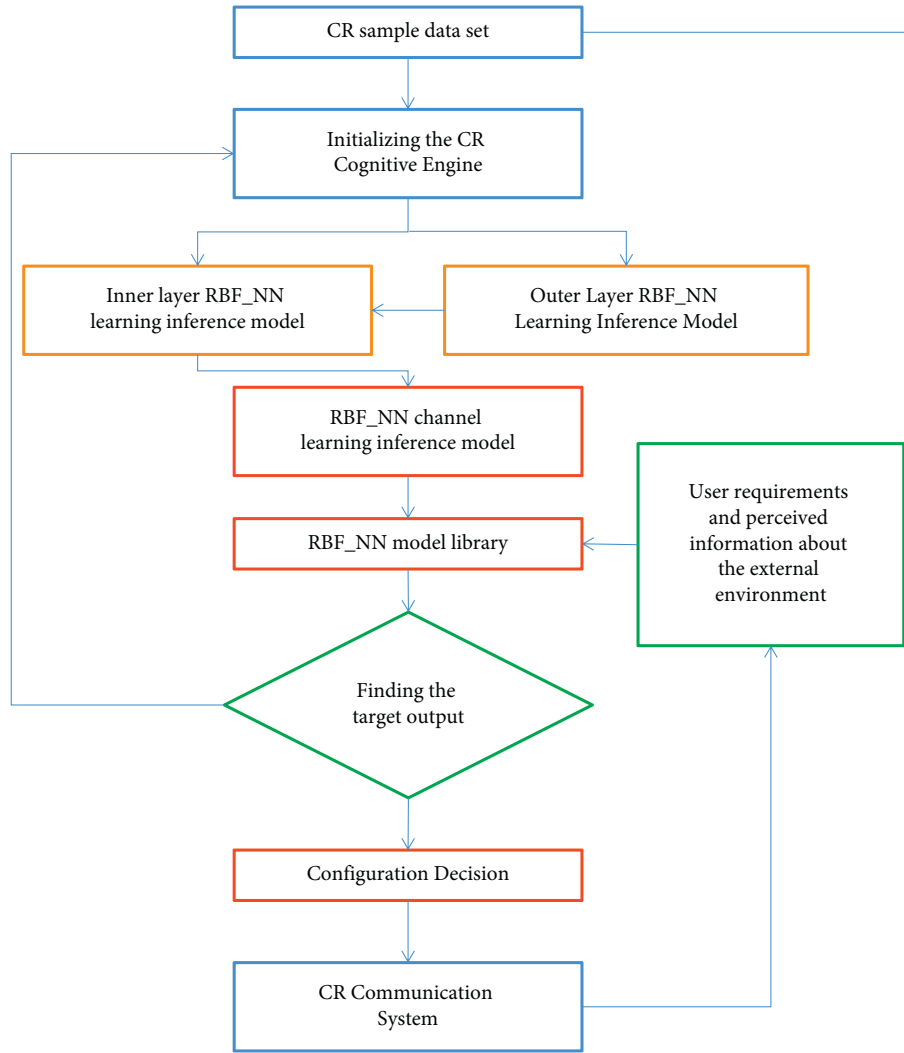 CR sample data set
Initializing the CR
Cognitive Engine
Inner layer RBF_NN
learning inference model
Outer Layer RBF_NN
Learning Inference Model
RBF_NN channel
learning inference model
RBF_NN model library
User requirements
and perceived
information about
the external
environment
Finding the
target output
Configuration Decision
CR Communication
System